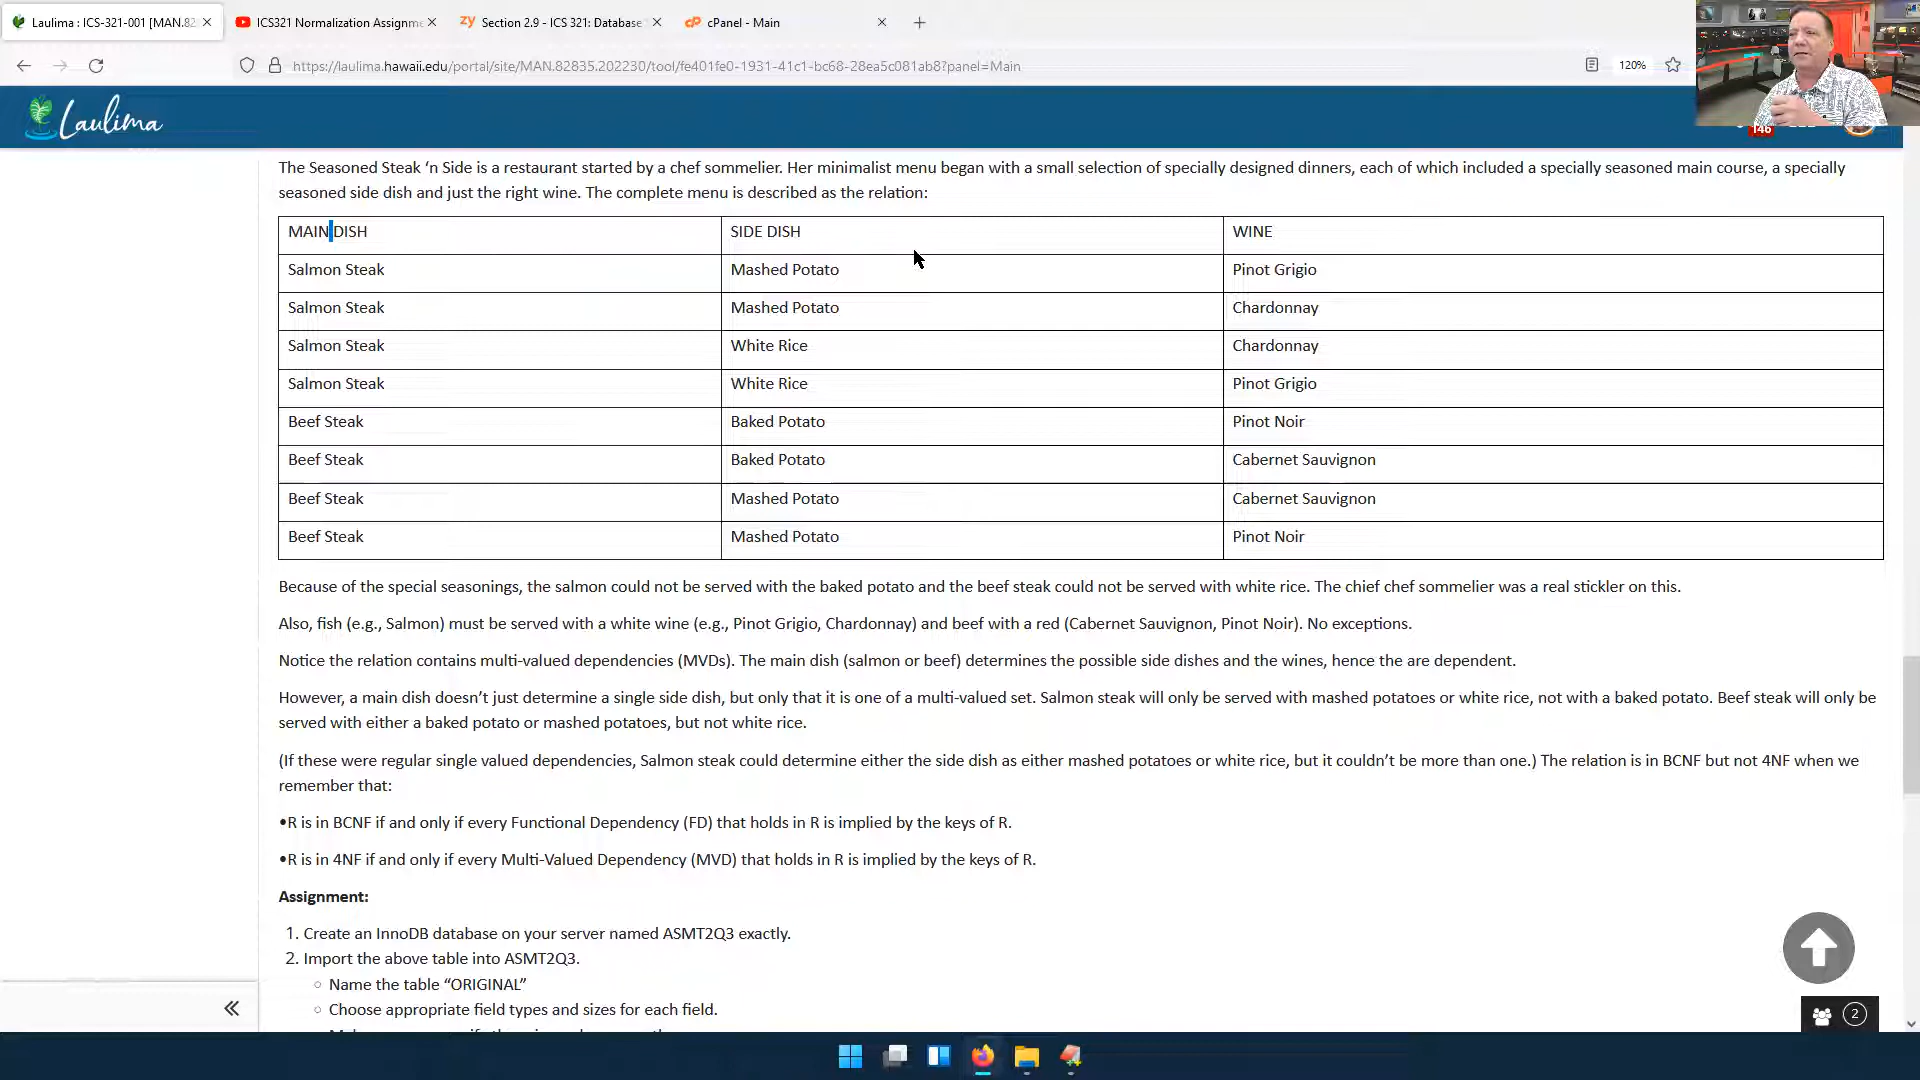 Laulima : ICS-321-001 [MAN.82
ICS321 Normalization Assignme
zy Section 2.9 - ICS 321: Database
cP cPanel - Main
https://laulima.hawaii.edu/portal/site/MAN.82835.202230/tool/fe401fe0-1931-41c1-bc68-28ea5c081ab8?panel=Main
120%
Laulima
146
The Seasoned Steak ‘n Side is a restaurant started by a chef sommelier. Her minimalist menu began with a small selection of specially designed dinners, each of which included a specially seasoned main course, a specially
seasoned side dish and just the right wine. The complete menu is described as the relation:
MAIN DISH SIDE DISH WINE
Salmon Steak Mashed Potato Pinot Grigio
Salmon Steak Mashed Potato Chardonnay
Salmon Steak White Rice Chardonnay
Salmon Steak White Rice Pinot Grigio
Beef Steak Baked Potato Pinot Noir
Beef Steak Baked Potato Cabernet Sauvignon
Beef Steak Mashed Potato Cabernet Sauvignon
Beef Steak Mashed Potato Pinot Noir
Because of the special seasonings, the salmon could not be served with the baked potato and the beef steak could not be served with white rice. The chief chef sommelier was a real stickler on this.
Also, fish (e.g., Salmon) must be served with a white wine (e.g., Pinot Grigio, Chardonnay) and beef with a red (Cabernet Sauvignon, Pinot Noir). No exceptions.
Notice the relation contains multi-valued dependencies (MVDs). The main dish (salmon or beef) determines the possible side dishes and the wines, hence the are dependent.
However, a main dish doesn’t just determine a single side dish, but only that it is one of a multi-valued set. Salmon steak will only be served with mashed potatoes or white rice, not with a baked potato. Beef steak will only be
served with either a baked potato or mashed potatoes, but not white rice.
(If these were regular single valued dependencies, Salmon steak could determine either the side dish as either mashed potatoes or white rice, but it couldn’t be more than one.) The relation is in BCNF but not 4NF when we
remember that:
•R is in BCNF if and only if every Functional Dependency (FD) that holds in R is implied by the keys of R.
•R is in 4NF if and only if every Multi-Valued Dependency (MVD) that holds in R is implied by the keys of R.
Assignment:
1. Create an InnoDB database on your server named ASMT2Q3 exactly.
2. Import the above table into ASMT2Q3.
○ Name the table “ORIGINAL”
○ Choose appropriate field types and sizes for each field.
2